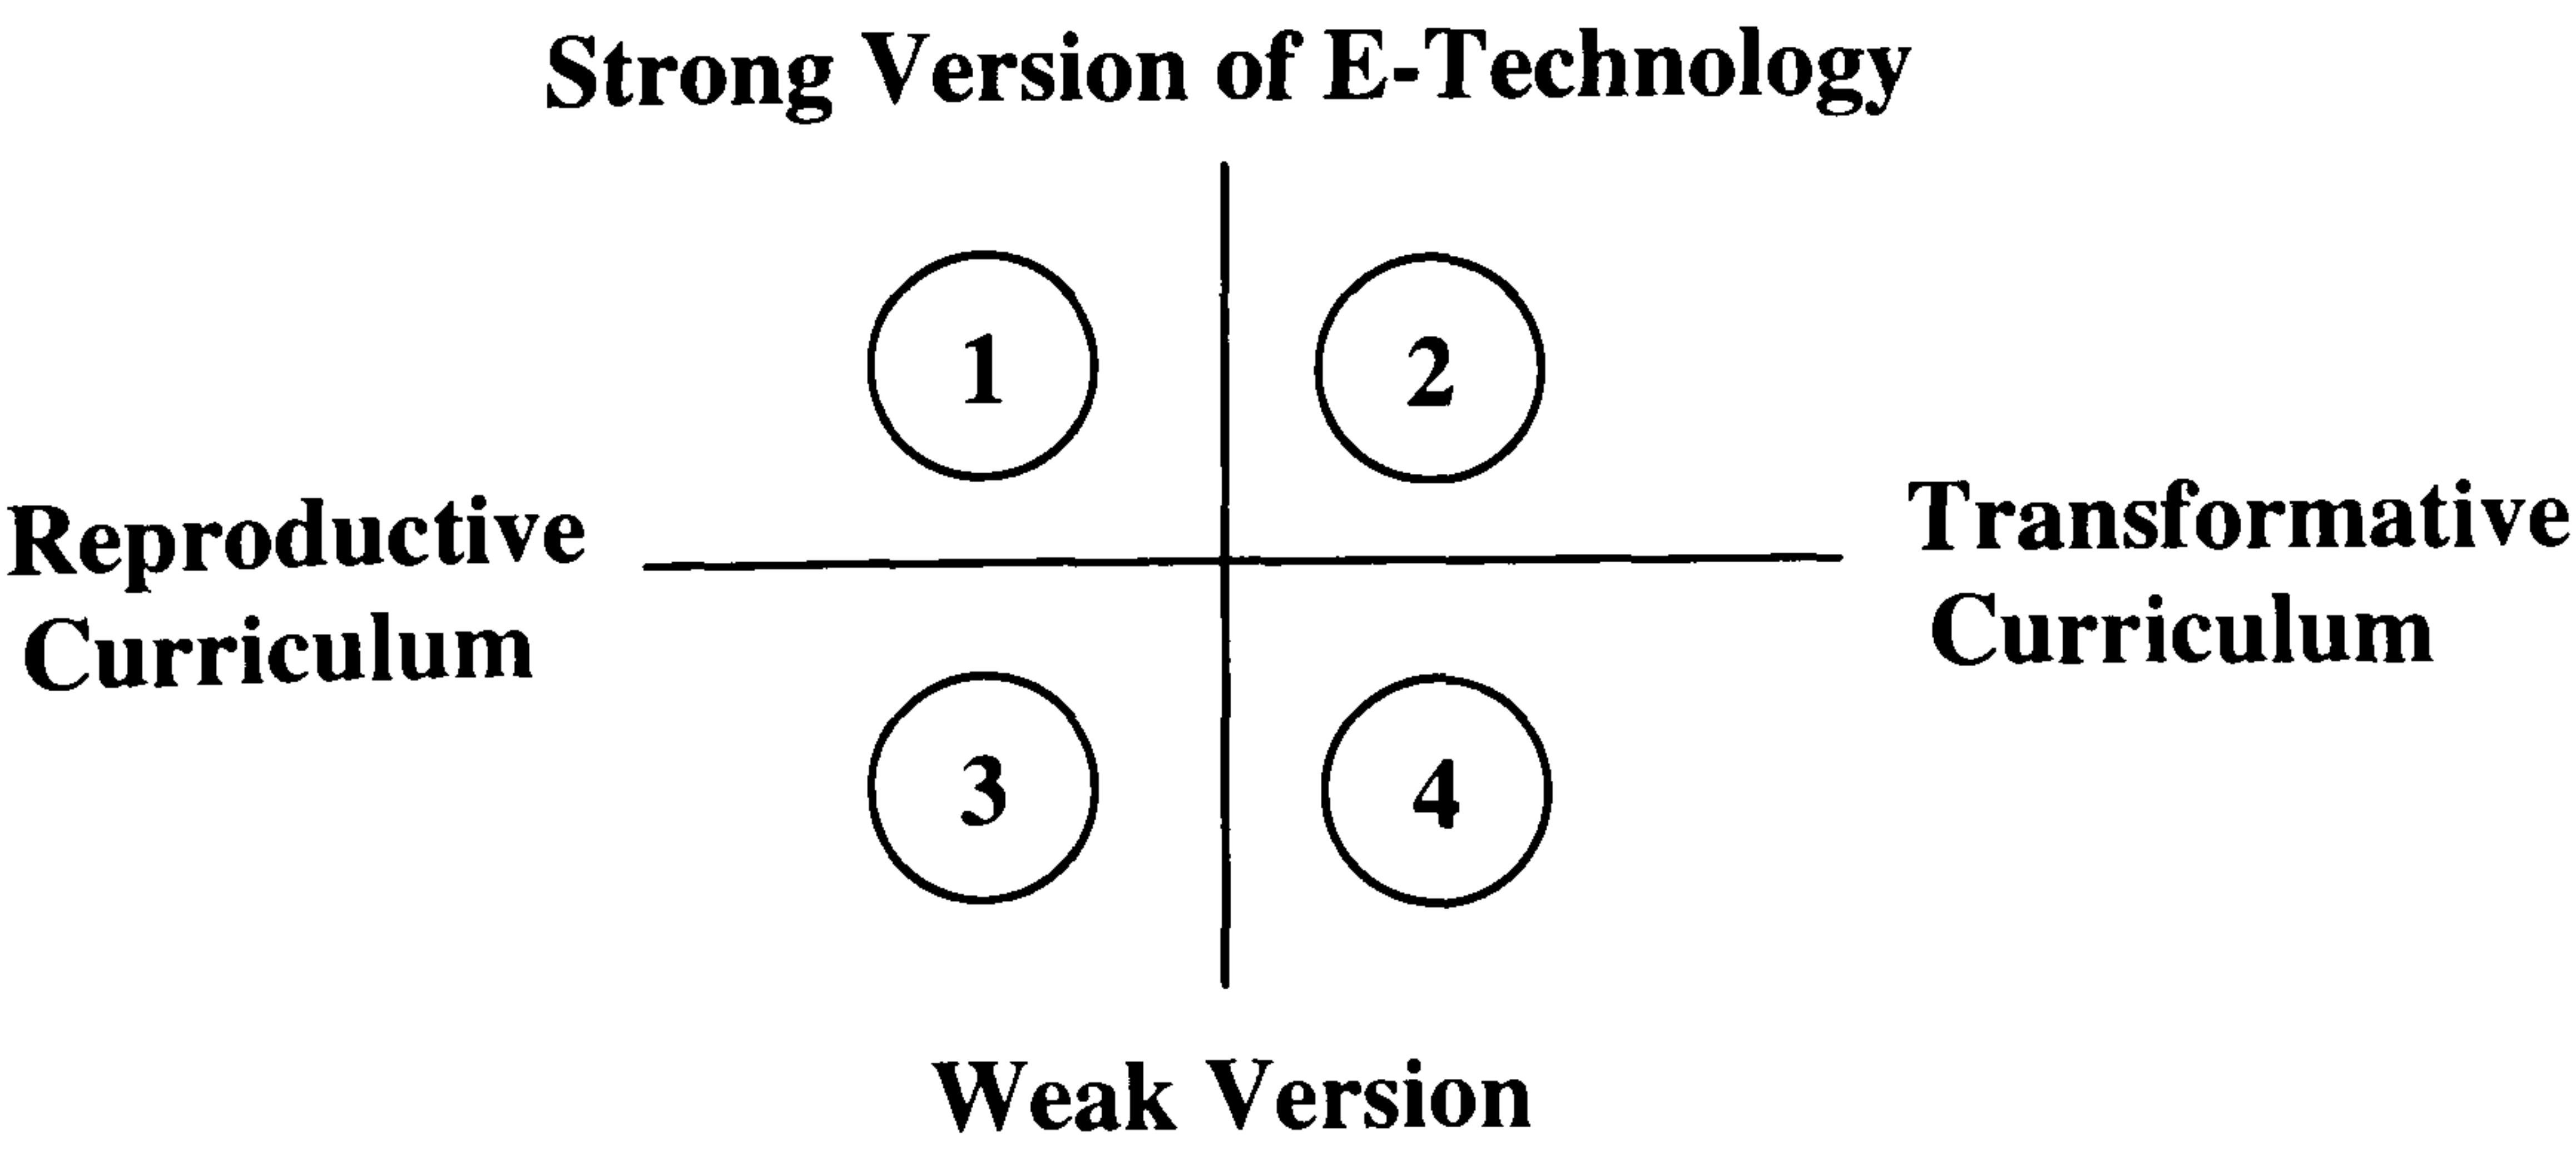 Strong Version of E-Technology
1
2
Reproductive
Curriculum
Transformative
Curriculum
3
4
Weak Version